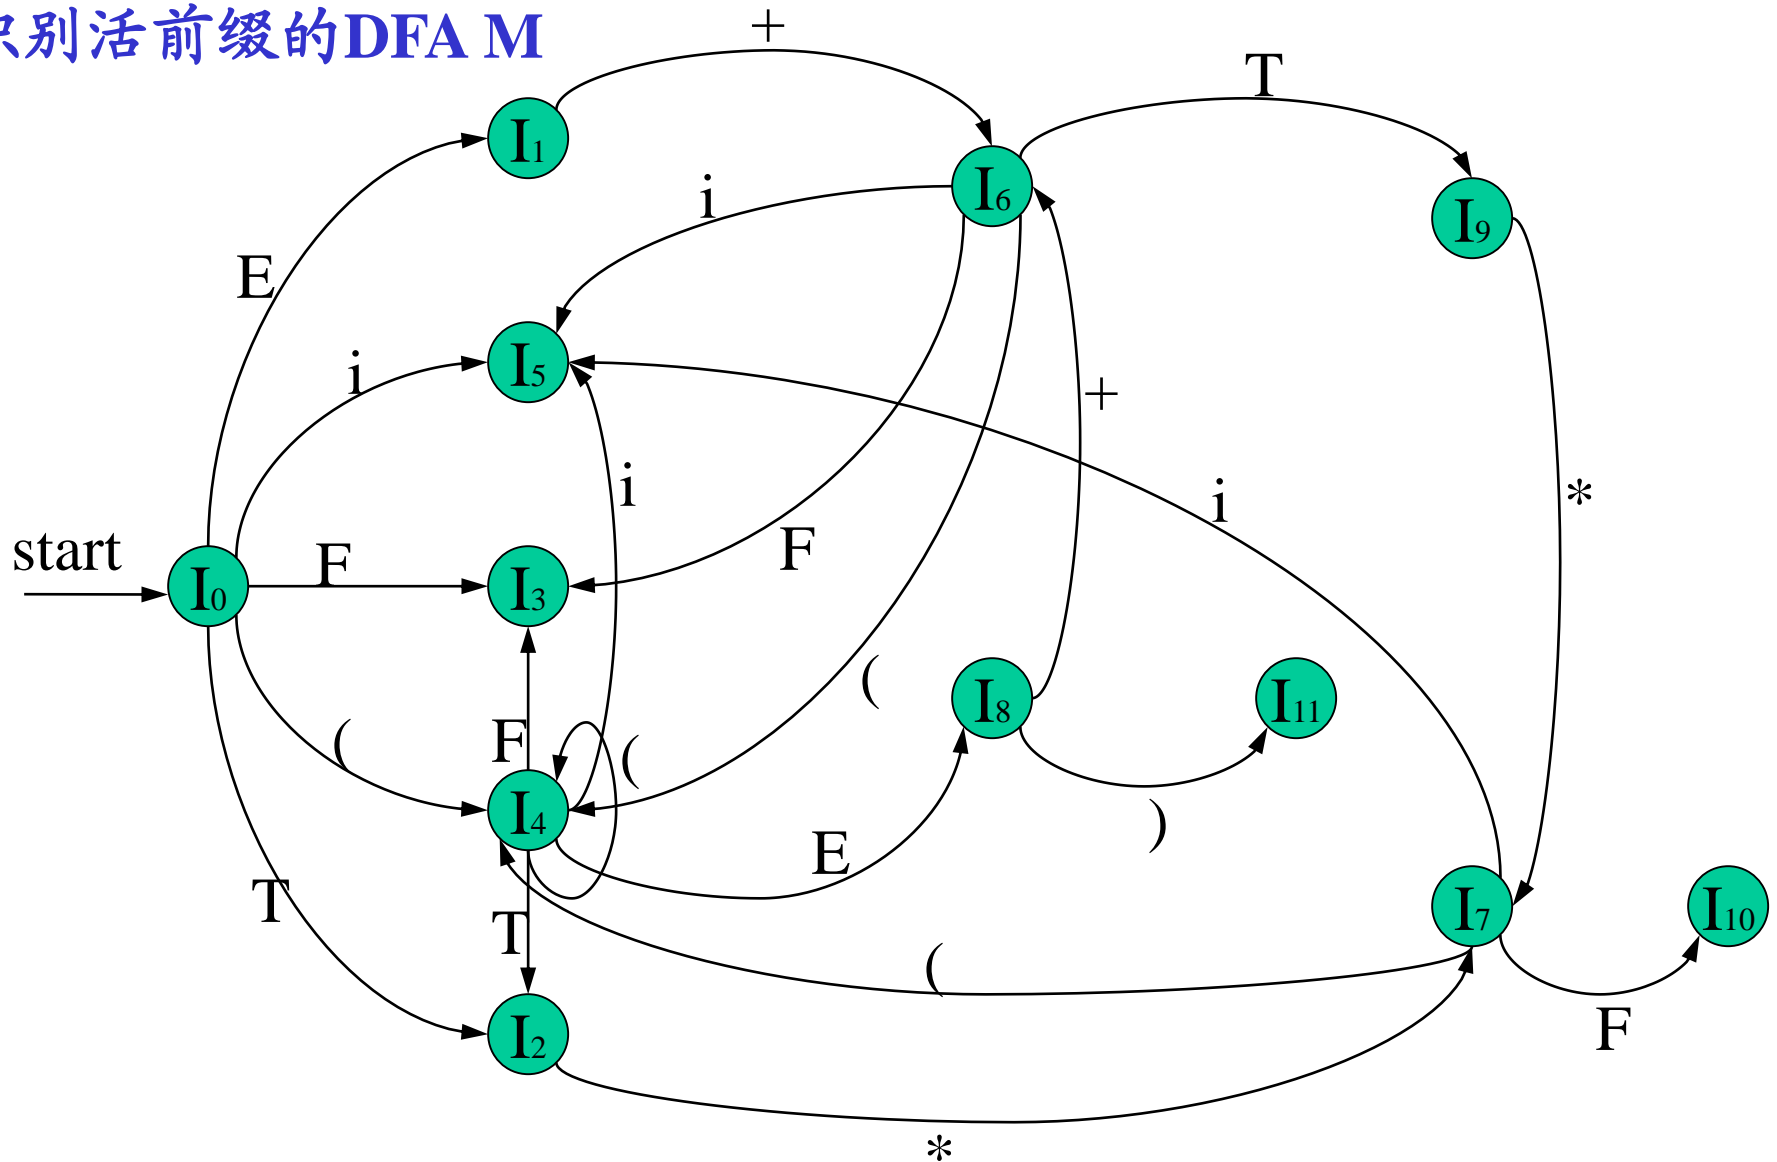 识别活前缀的DFA M
+
T
I1
I6
i
I9
E
i
I5
+
i
i
*
start
F
F
I0
I3
(
I8
I11
F
(
(
I4
)
E
T
T
I7
I10
(
I2
F
*